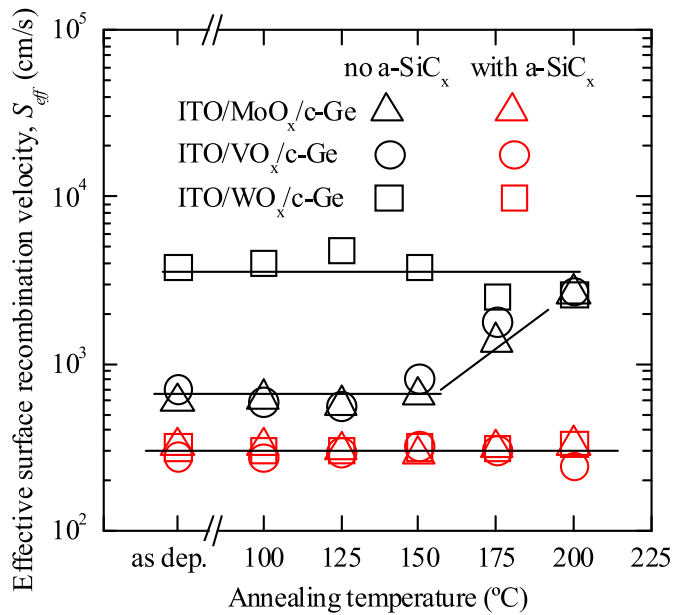 Effective surface recombination velocity, S_eff (cm/s)
10^5
10^4
10^3
10^2
no a-SiC_x with a-SiC_x
ITO/MoO_x/c-Ge
ITO/VO_x/c-Ge
ITO/WO_x/c-Ge
as dep. 100 125 150 175 200 225
Annealing temperature (ºC)